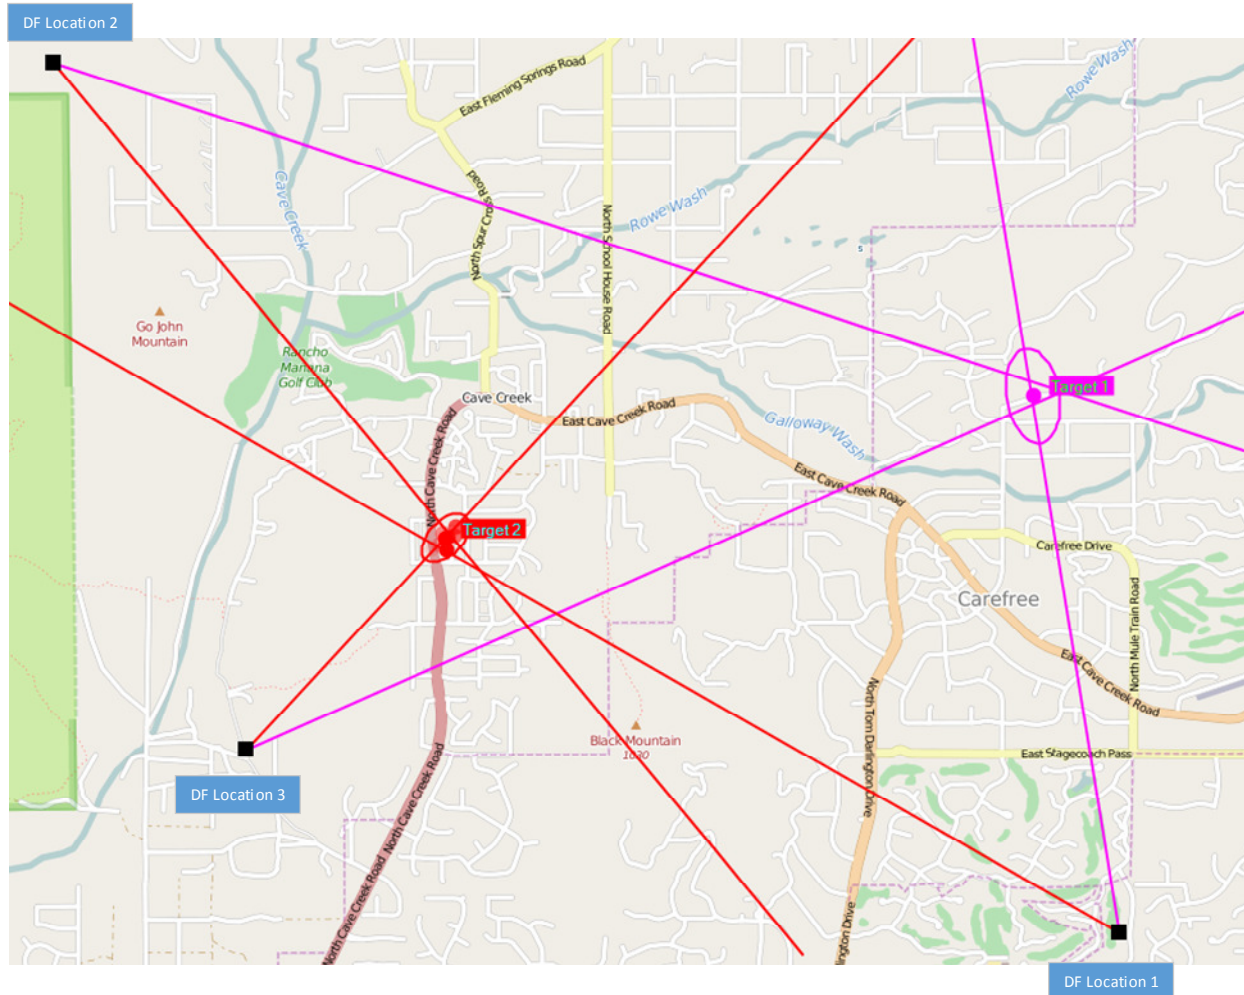 DF Location 2
East Fleming Springs Road
Rowe Wash
Cave Creek
North Spur Cross Road
Rowe Wash
North School House Road
s
Go John
Mountain
Rancho
Manana
Golf Club
Cave Creek
Target 1
East Cave Creek Road
Galloway Wash
North Cave Creek Road
East Cave Creek Road
Target 2
Carefree Drive
Carefree
North Mule Train Road
East Cave Creek Road
North Tom Darlington Drive
Black Mountain
East Stagecoach Pass
DF Location 3
North Cave Creek Road
North Cave Creek Road
lington Drive
DF Location 1